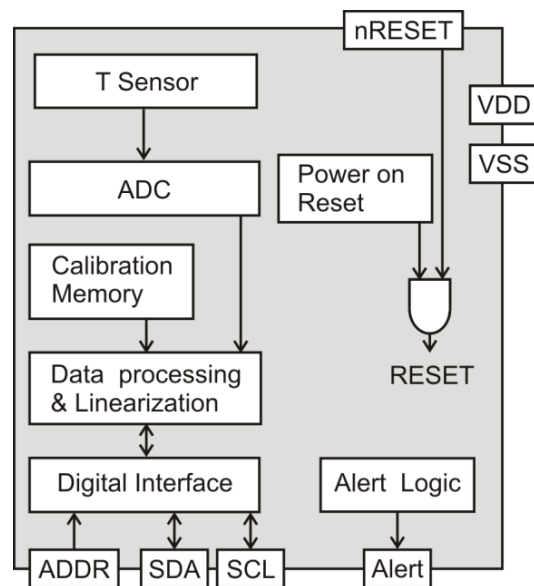 nRESET
T Sensor
VDD
VSS
ADC
Power on
Reset
Calibration
Memory
Data processing
& Linearization
RESET
Digital Interface
Alert Logic
ADDR
SDA
SCL
Alert